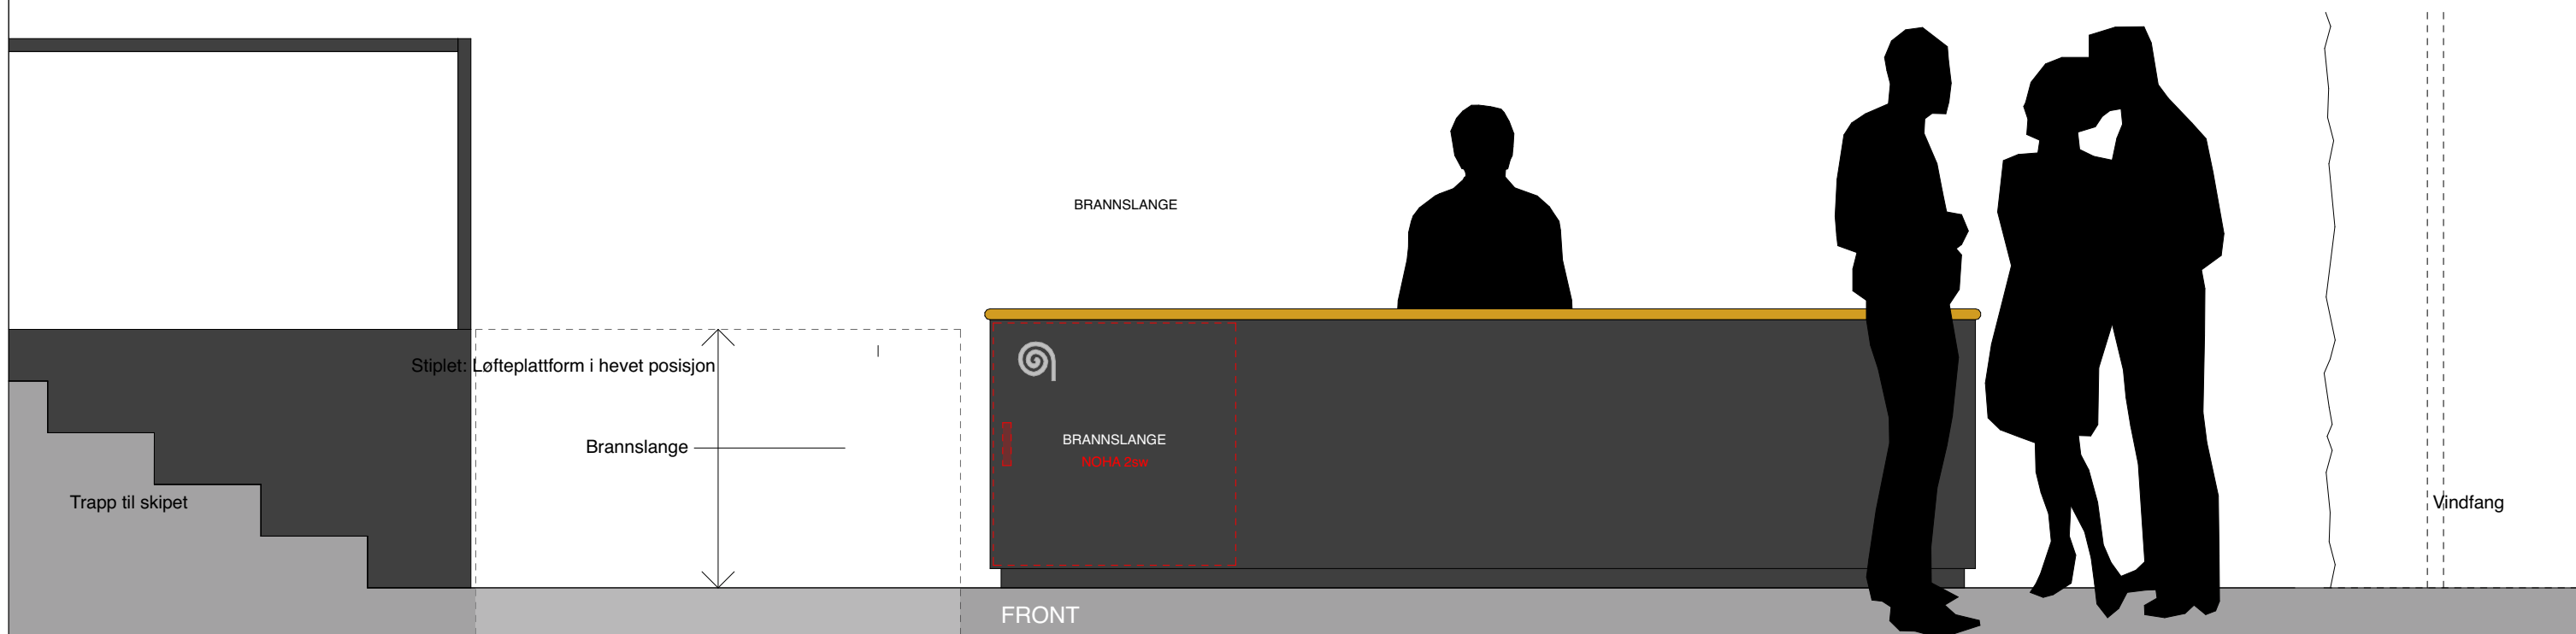 BRANNSLANGE
Stiplet: Løfteplattform i hevet posisjon
Brannslange
BRANNSLANGE
NOHA 2sw
Trapp til skipet
Vindfang
FRONT